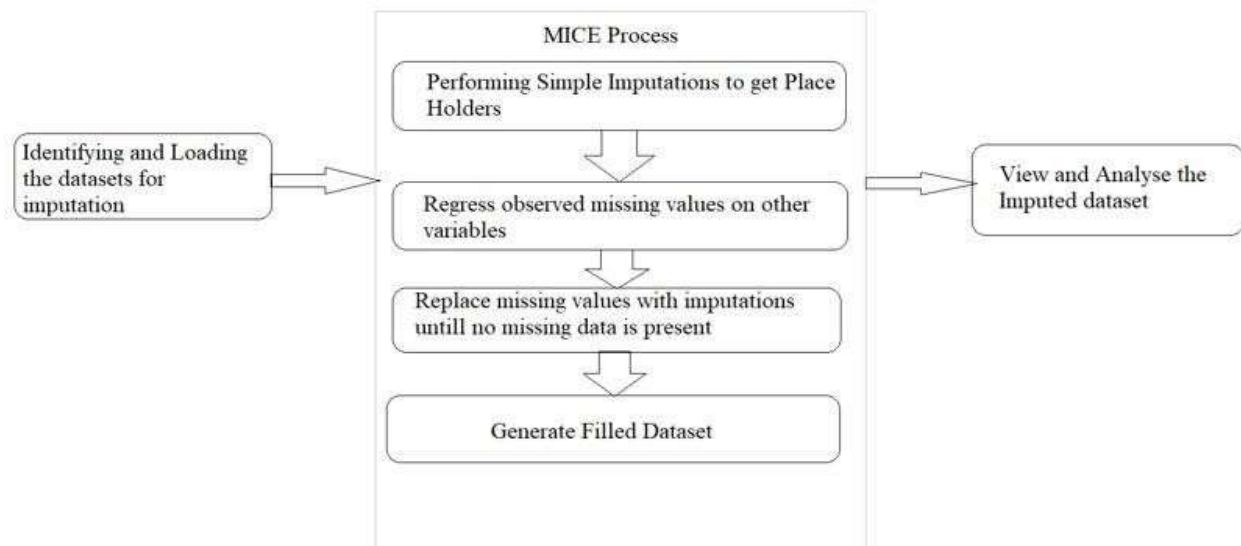 Identifying and Loading
the datasets for
imputation
MICE Process
Performing Simple Imputations to get Place
Holders
Regress observed missing values on other
variables
Replace missing values with imputations
untill no missing data is present
Generate Filled Dataset
View and Analyse the
Imputed dataset